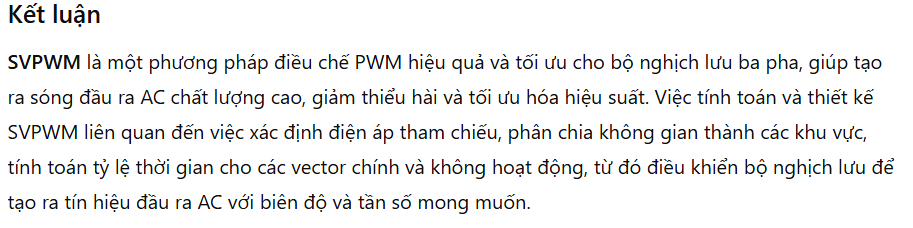 Kết luận
SVPWM là một phương pháp điều chế PWM hiệu quả và tối ưu cho bộ nghịch lưu ba pha, giúp tạo
ra sóng đầu ra AC chất lượng cao, giảm thiểu hài và tối ưu hóa hiệu suất. Việc tính toán và thiết kế
SVPWM liên quan đến việc xác định điện áp tham chiếu, phân chia không gian thành các khu vực,
tính toán tỷ lệ thời gian cho các vector chính và không hoạt động, từ đó điều khiển bộ nghịch lưu để
tạo ra tín hiệu đầu ra AC với biên độ và tần số mong muốn.